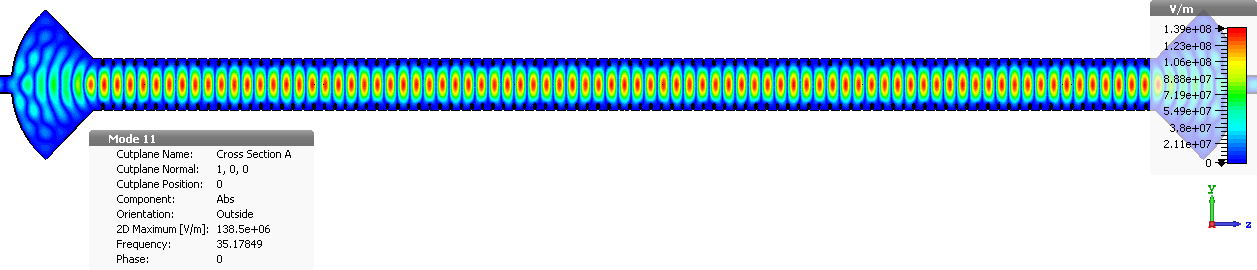 V/m
1.39e+08
1.23e+08
1.06e+08
8.88e+07
7.19e+07
5.49e+07
3.8e+07
2.11e+07
0
Mode 11
Cutplane Name: Cross Section A
Cutplane Normal: 1, 0, 0
Cutplane Position: 0
Component: Abs
Orientation: Outside
2D Maximum [V/m]: 138.5e+06
Frequency: 35.17849
Phase: 0
y
z